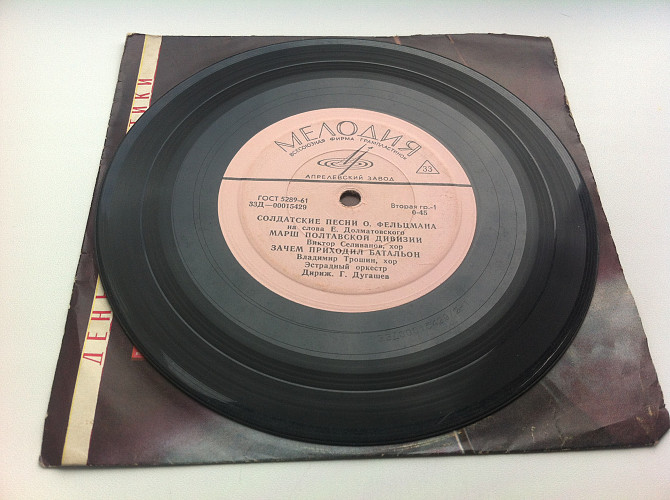 МЕЛОДИЯ
ВСЕСОЮЗНАЯ ФИРМА ГРАМПЛАСТИНОК
33
АПРЕЛЕВСКИЙ ЗАВОД
ГОСТ 5289-61
33Д—00015429
Вторая гр.-1
0-45
СОЛДАТСКИЕ ПЕСНИ О. ФЕЛЬЦМАНА
на слова Е. Долматовского
МАРШ ПОЛТАВСКОЙ ДИВИЗИИ
Виктор Селиванов, хор
ЗАЧЕМ ПРИХОДИЛ БАТАЛЬОН
Владимир Трошин, хор
Эстрадный оркестр
Дириж. Г. Дугашев